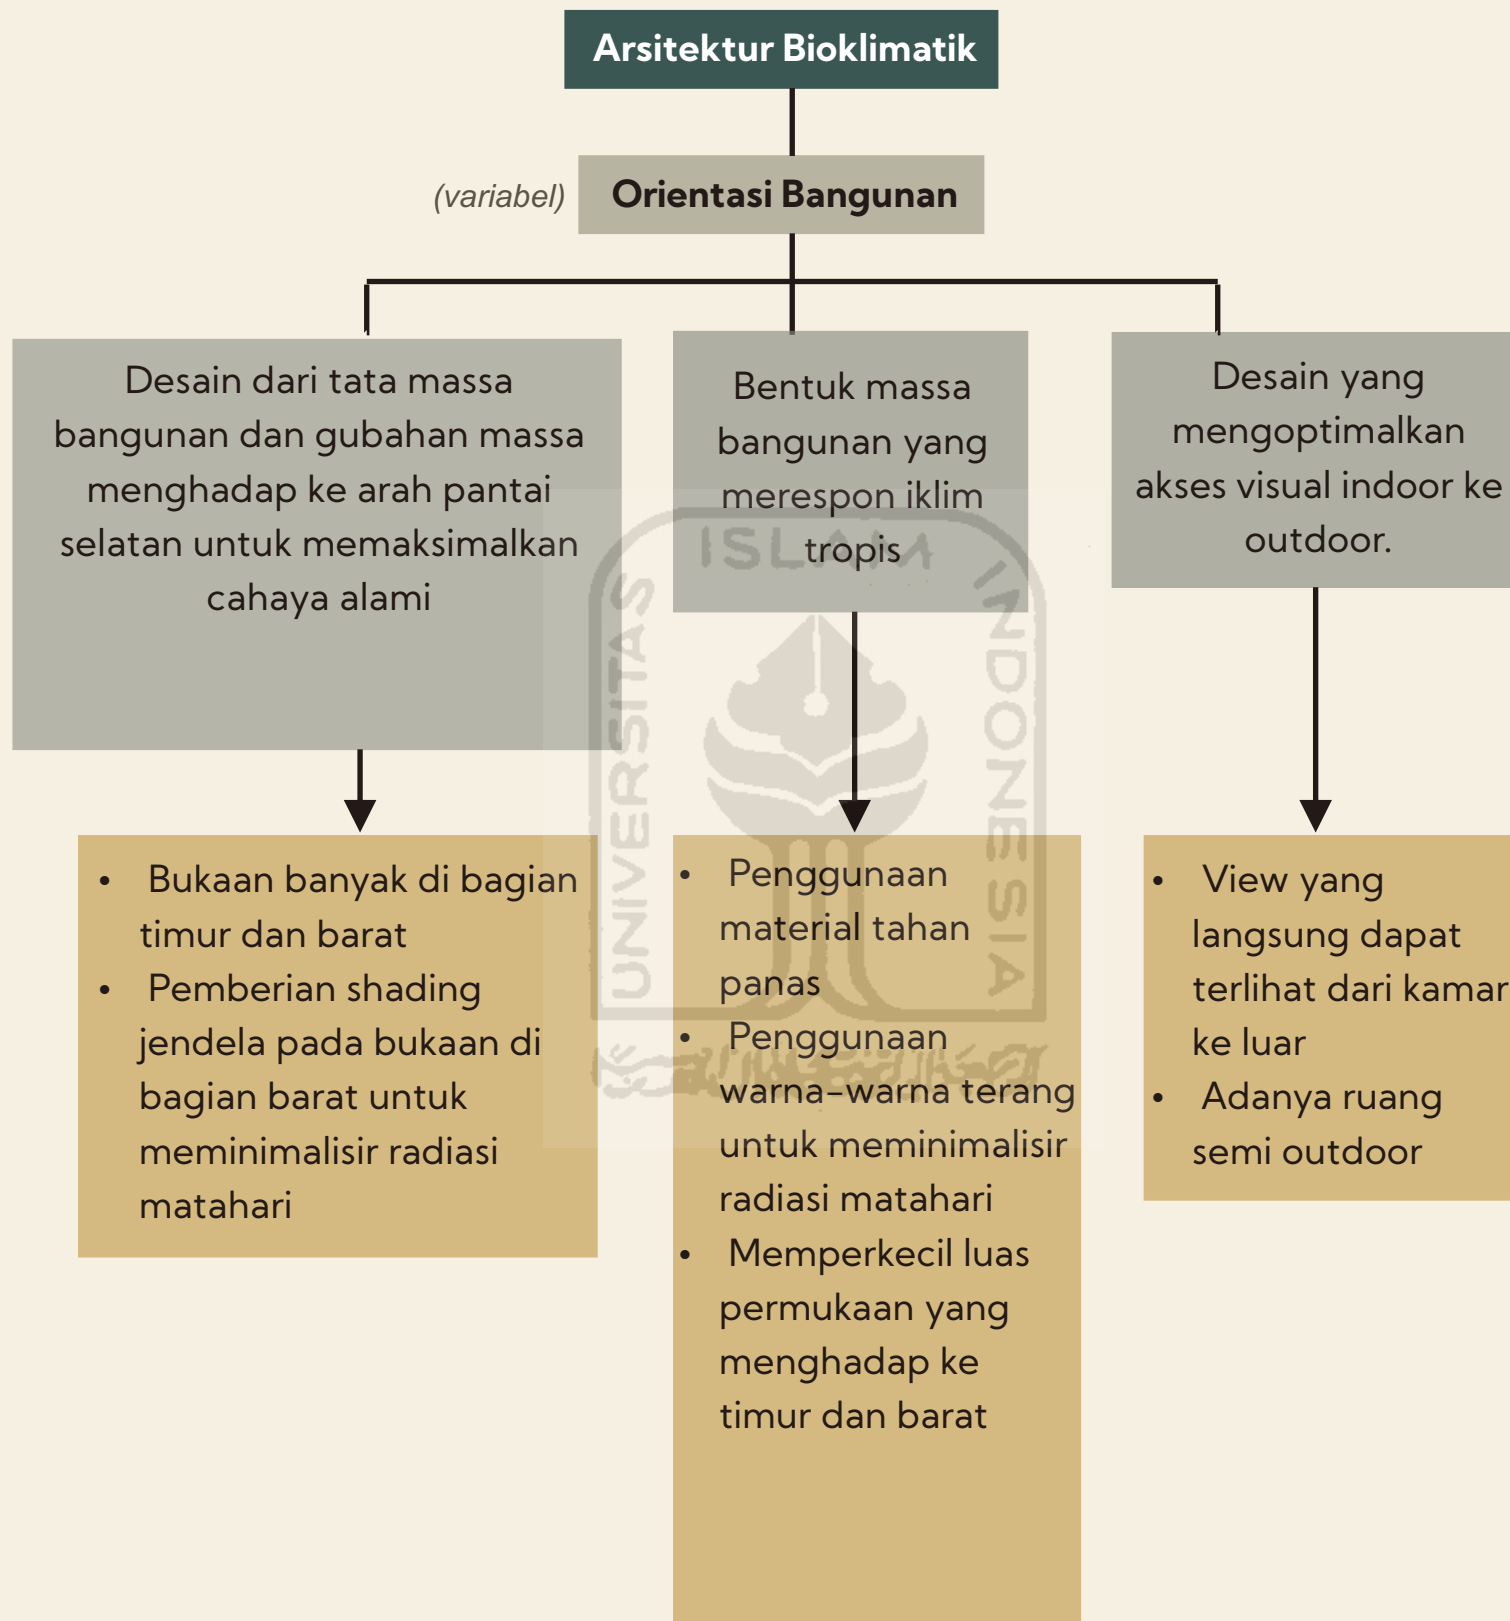 Arsitektur Bioklimatik
(variabel)
Orientasi Bangunan
Desain dari tata massa
bangunan dan gubahan massa
menghadap ke arah pantai
selatan untuk memaksimalkan
cahaya alami
Bentuk massa
bangunan yang
merespon iklim
tropis
Desain yang
mengoptimalkan
akses visual indoor ke
outdoor.
• Bukaan banyak di bagian
timur dan barat
• Pemberian shading
jendela pada bukaan di
bagian barat untuk
meminimalisir radiasi
matahari
• Penggunaan
material tahan
panas
• Penggunaan
warna-warna terang
untuk meminimalisir
radiasi matahari
• Memperkecil luas
permukaan yang
menghadap ke
timur dan barat
• View yang
langsung dapat
terlihat dari kamar
ke luar
• Adanya ruang
semi outdoor
UNIVERSITAS
ISLAM
INDONESIA